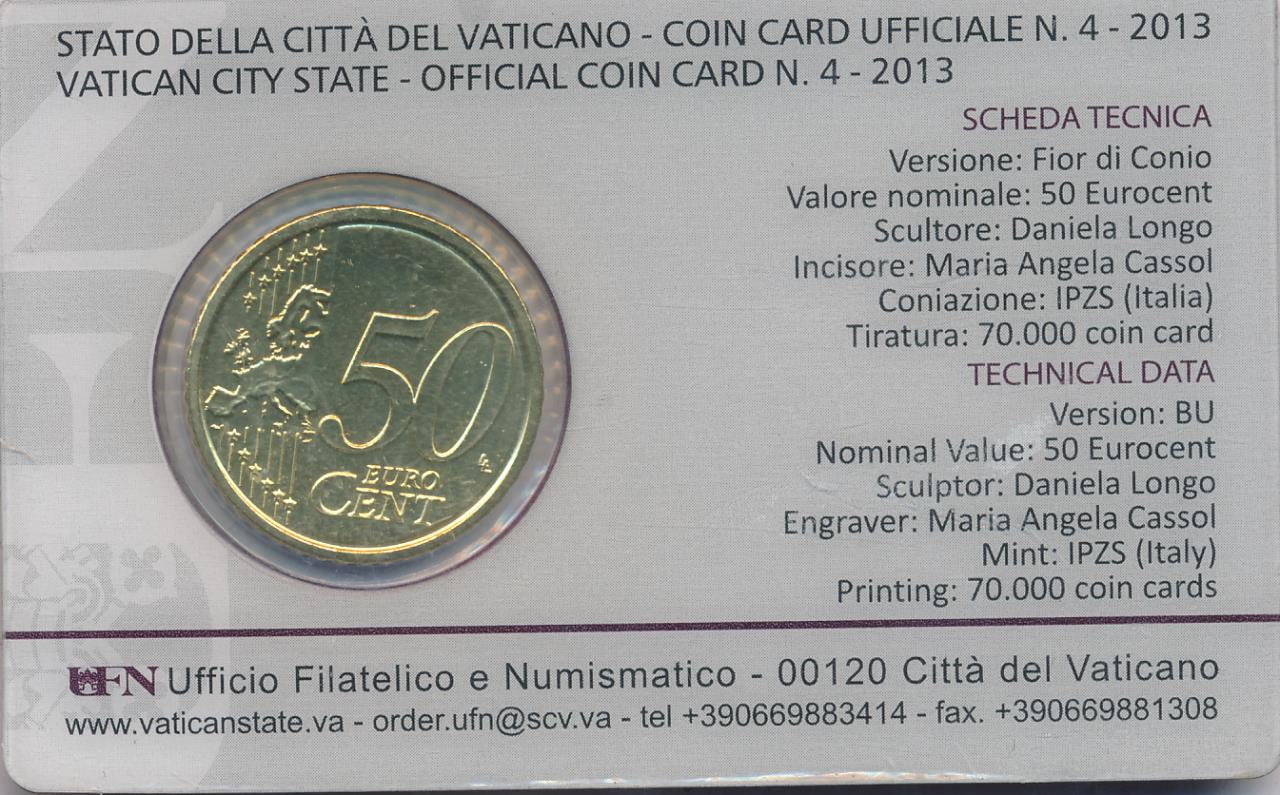 STATO DELLA CITTÀ DEL VATICANO - COIN CARD UFFICIALE N. 4 - 2013
VATICAN CITY STATE - OFFICIAL COIN CARD N. 4 - 2013
SCHEDA TECNICA
Versione: Fior di Conio
Valore nominale: 50 Eurocent
Scultore: Daniela Longo
Incisore: Maria Angela Cassol
Coniazione: IPZS (Italia)
Tiratura: 70.000 coin card
TECHNICAL DATA
Version: BU
Nominal Value: 50 Eurocent
Sculptor: Daniela Longo
Engraver: Maria Angela Cassol
Mint: IPZS (Italy)
Printing: 70.000 coin cards
50
EURO
CENT
LL
UFN Ufficio Filatelico e Numismatico - 00120 Città del Vaticano
www.vaticanstate.va - order.ufn@scv.va - tel +390669883414 - fax. +390669881308